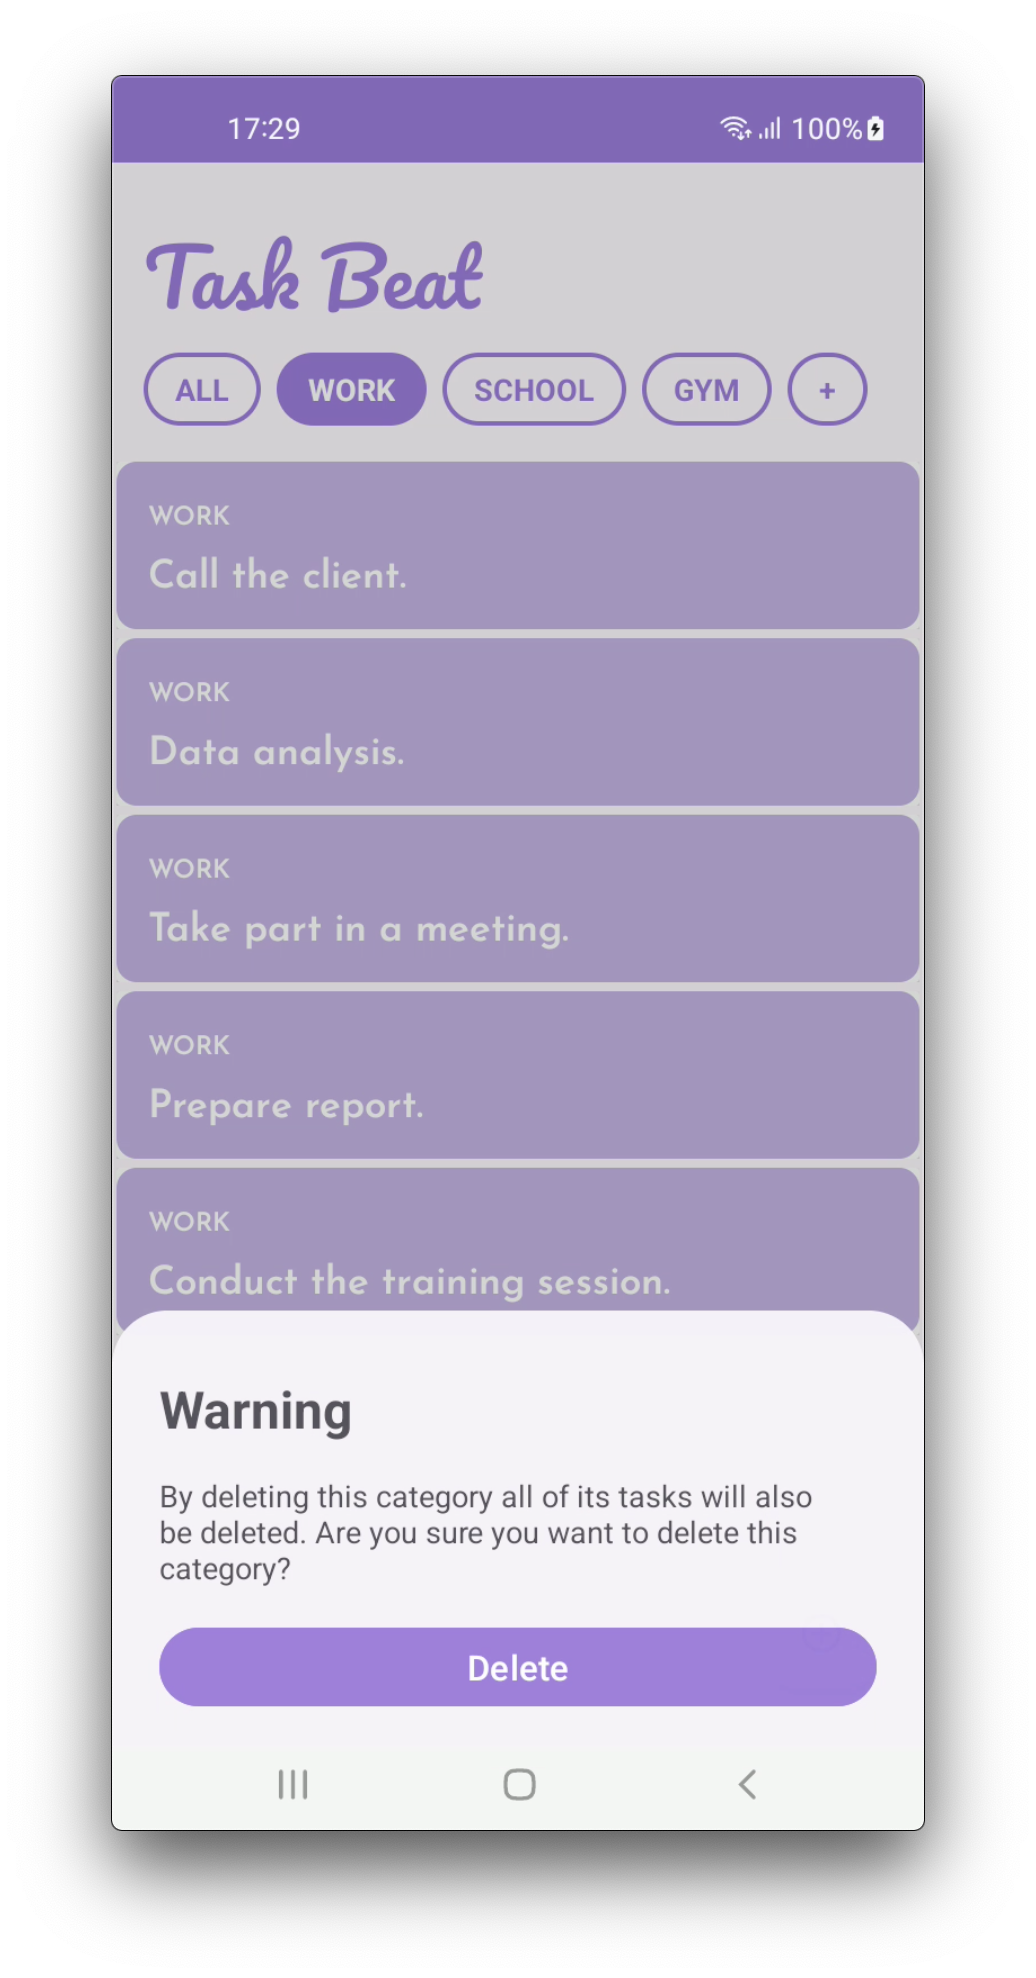 17:29 100%
Task Beat
ALL WORK SCHOOL GYM +
WORK
Call the client.
WORK
Data analysis.
WORK
Take part in a meeting.
WORK
Prepare report.
WORK
Conduct the training session.
Warning
By deleting this category all of its tasks will also
be deleted. Are you sure you want to delete this
category?
Delete